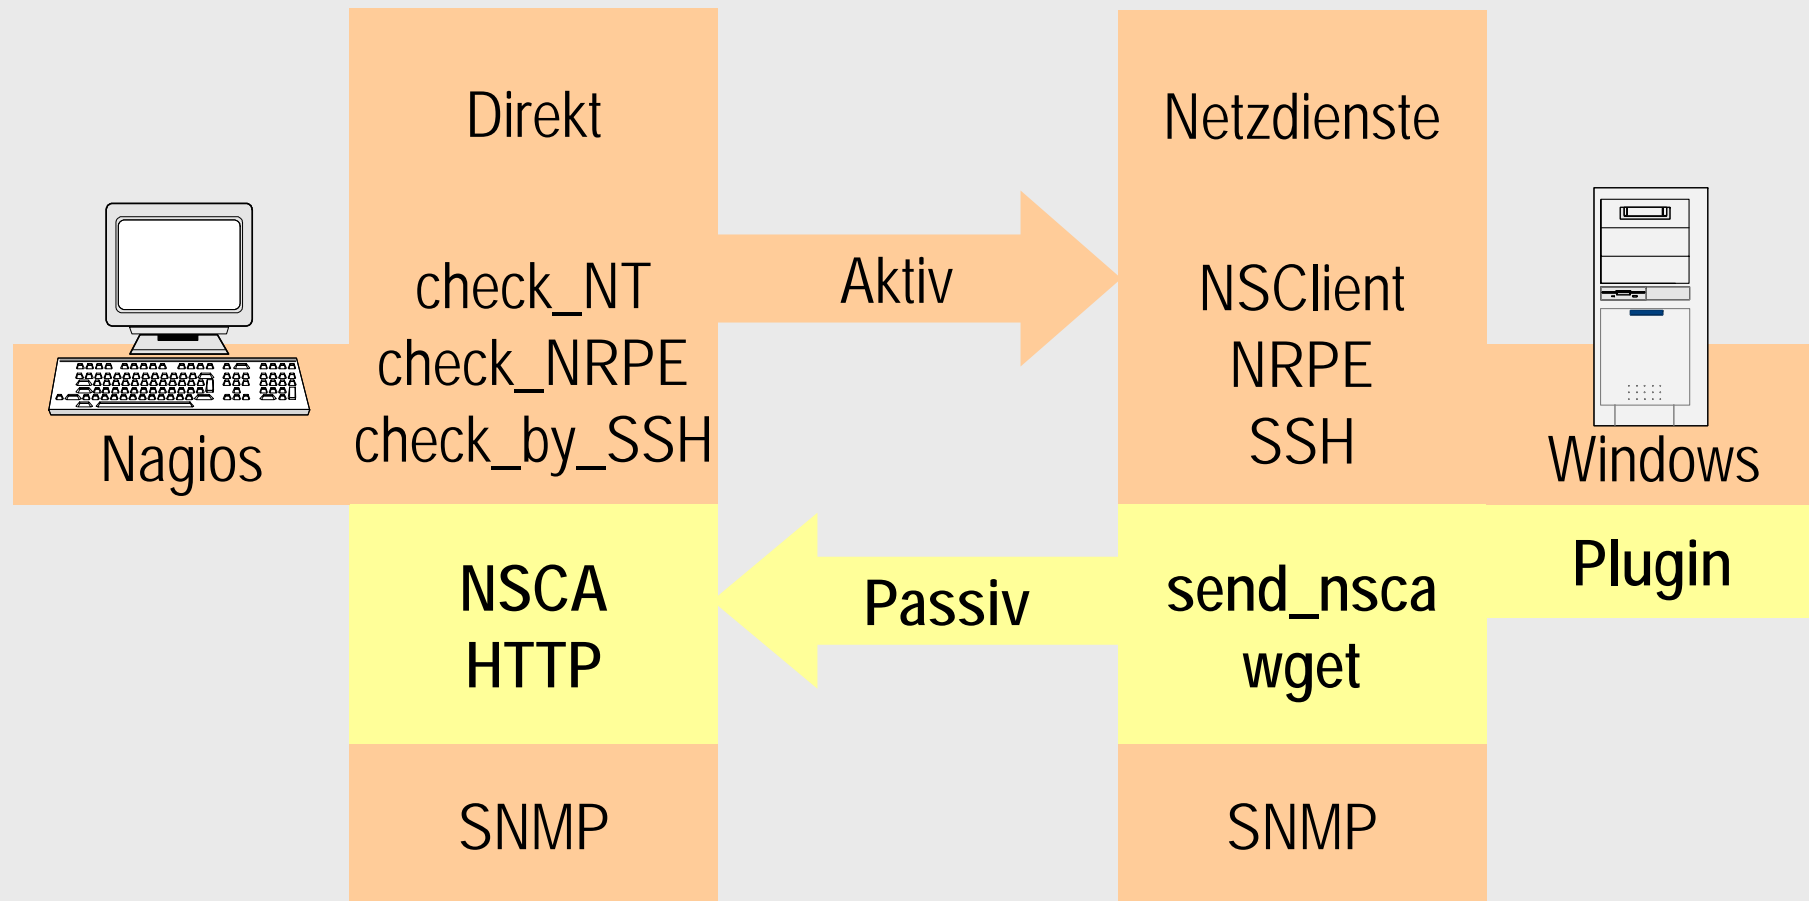 Direkt
Netzdienste
Aktiv
check_NT
check_NRPE
check_by_SSH
NSClient
NRPE
SSH
Nagios
Windows
NSCA
HTTP
Passiv
send_nsca
wget
Plugin
SNMP
SNMP